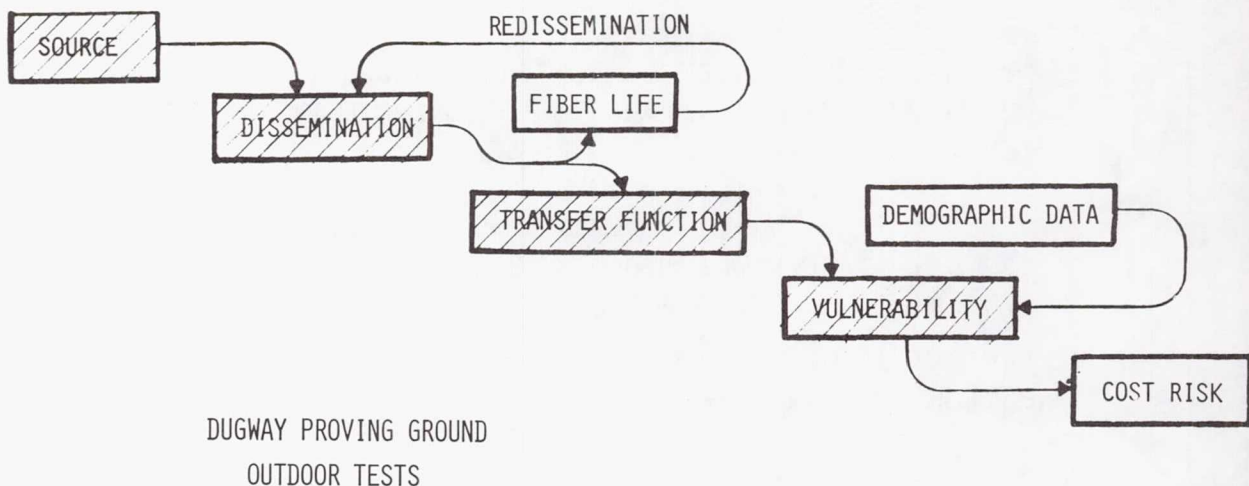 SOURCE
REDISSEMINATION
FIBER LIFE
DISSEMINATION
TRANSFER FUNCTION
DEMOGRAPHIC DATA
VULNERABILITY
COST RISK
DUGWAY PROVING GROUND
OUTDOOR TESTS